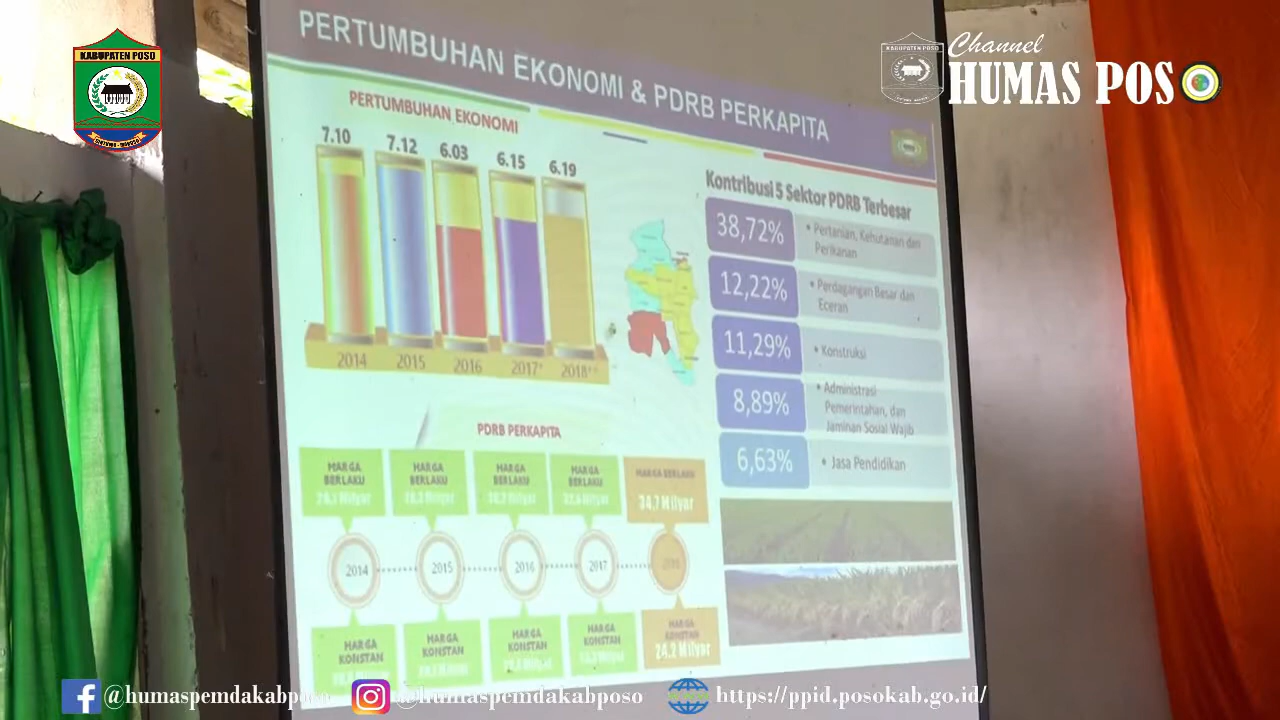 KABUPATEN POSO
Channel
HUMAS POSO
PERTUMBUHAN EKONOMI & PDRB PERKAPITA
PERTUMBUHAN EKONOMI
7.10 7.12 6.03 6.15 6.19
2014 2015 2016 2017* 2018**
Kontribusi 5 Sektor PDRB Terbesar
38,72%
• Pertanian, Kehutanan dan
Perikanan
12,22%
• Perdagangan Besar dan
Eceran
11,29%
• Konstruksi
8,89%
• Administrasi
Pemerintahan, dan
Jaminan Sosial Wajib
6,63%
• Jasa Pendidikan
PDRB PERKAPITA
HARGA HARGA HARGA HARGA HARGA BERLAKU
BERLAKU BERLAKU BERLAKU BERLAKU
34,7 Milyar
2014 2015 2016 2017
HARGA HARGA HARGA HARGA HARGA
KONSTAN KONSTAN KONSTAN KONSTAN KONSTAN
24,2 Milyar
@humaspemdakabposo @humaspemdakabposo https://ppid.posokab.go.id/